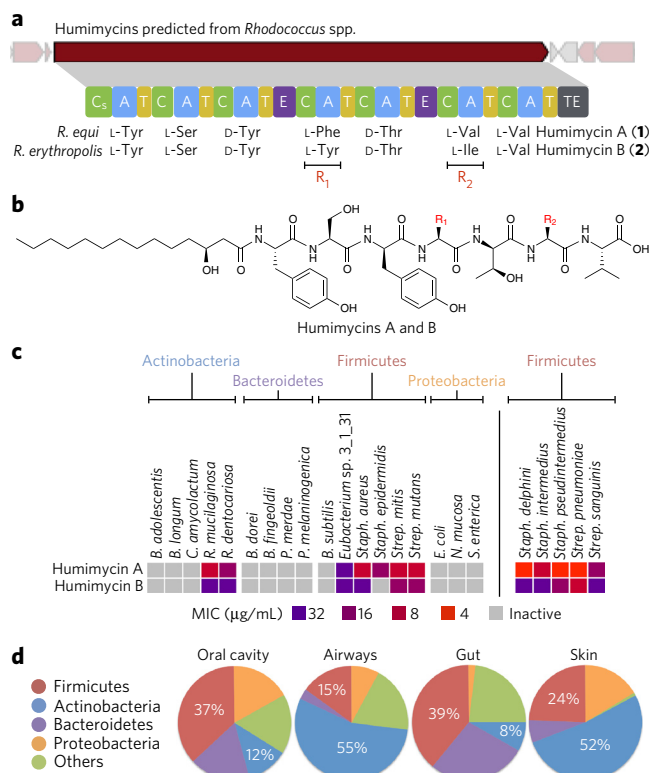 a
Humimycins predicted from Rhodococcus spp.
Cs A T C A T C A T E C A T C A T E C A T C A T TE
R. equi L-Tyr L-Ser D-Tyr L-Phe D-Thr L-Val L-Val Humimycin A (1)
R. erythropolis L-Tyr L-Ser D-Tyr L-Tyr D-Thr L-Ile L-Val Humimycin B (2)
R1 R2
b
OH O HN O N H HN O N H R1 O HN O N H R2 O HN O OH
OH OH OH OH
Humimycins A and B
c
Actinobacteria Bacteroidetes Firmicutes Proteobacteria Firmicutes
B. adolescentis
B. longum
C. amycolactum
R. mucilaginosa
R. dentocariosa
B. dorei
B. fingeoldii
P. merdae
P. melaninogenica
B. subtilis
Eubacterium sp. 3_1_31
Staph. aureus
Staph. epidermidis
Strep. mitis
Strep. mutans
E. coli
N. mucosa
S. enterica
Staph. delphini
Staph. intermedius
Staph. pseudintermedius
Strep. pneumoniae
Strep. sanguinis
Humimycin A
Humimycin B
MIC (μg/mL) 32 16 8 4 Inactive
d
Oral cavity Airways Gut Skin
Firmicutes
Actinobacteria
Bacteroidetes
Proteobacteria
Others
37% 12%
15% 55%
39% 8%
24% 52%